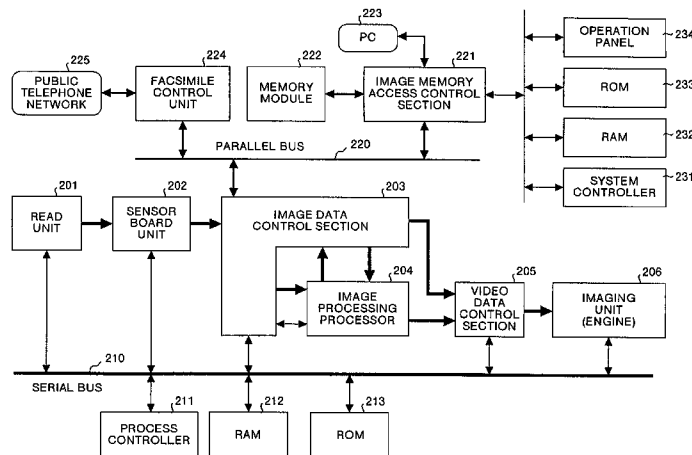 223
PC
225
PUBLIC
TELEPHONE
NETWORK
224
FACSIMILE
CONTROL
UNIT
222
MEMORY
MODULE
221
IMAGE MEMORY
ACCESS CONTROL
SECTION
234
OPERATION
PANEL
233
ROM
232
RAM
231
SYSTEM
CONTROLLER
PARALLEL BUS
220
201
READ
UNIT
202
SENSOR
BOARD
UNIT
203
IMAGE DATA
CONTROL SECTION
204
IMAGE
PROCESSING
PROCESSOR
205
VIDEO
DATA
CONTROL
SECTION
206
IMAGING
UNIT
(ENGINE)
210
SERIAL BUS
211
PROCESS
CONTROLLER
212
RAM
213
ROM